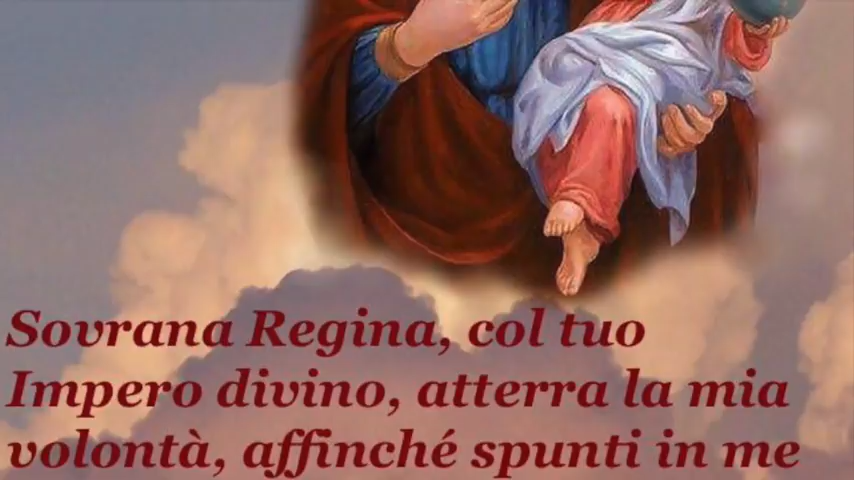 Sovrana Regina, col tuo
Impero divino, atterra la mia
volontà, affinché spunti in me